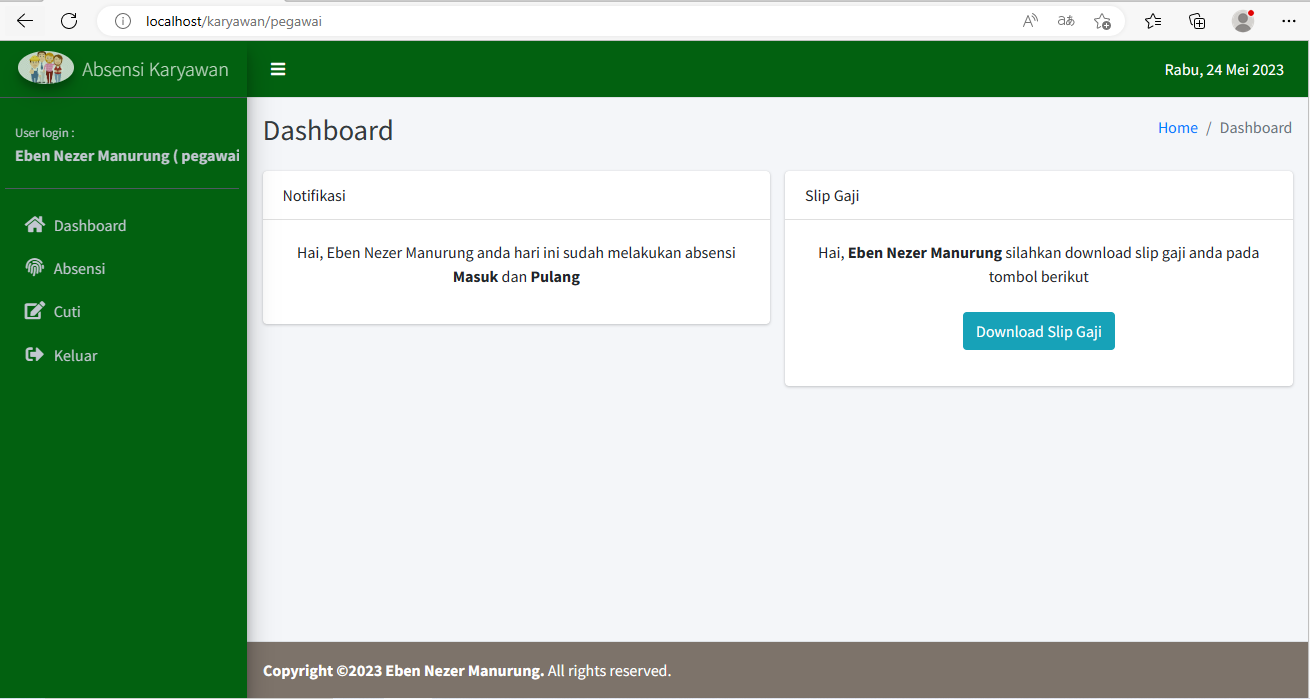 localhost/karyawan/pegawai
Absensi Karyawan
Rabu, 24 Mei 2023
User login :
Eben Nezer Manurung ( pegawai
Dashboard
Absensi
Cuti
Keluar
Dashboard
Home / Dashboard
Notifikasi
Hai, Eben Nezer Manurung anda hari ini sudah melakukan absensi
Masuk dan Pulang
Slip Gaji
Hai, Eben Nezer Manurung silahkan download slip gaji anda pada
tombol berikut
Download Slip Gaji
Copyright ©2023 Eben Nezer Manurung. All rights reserved.